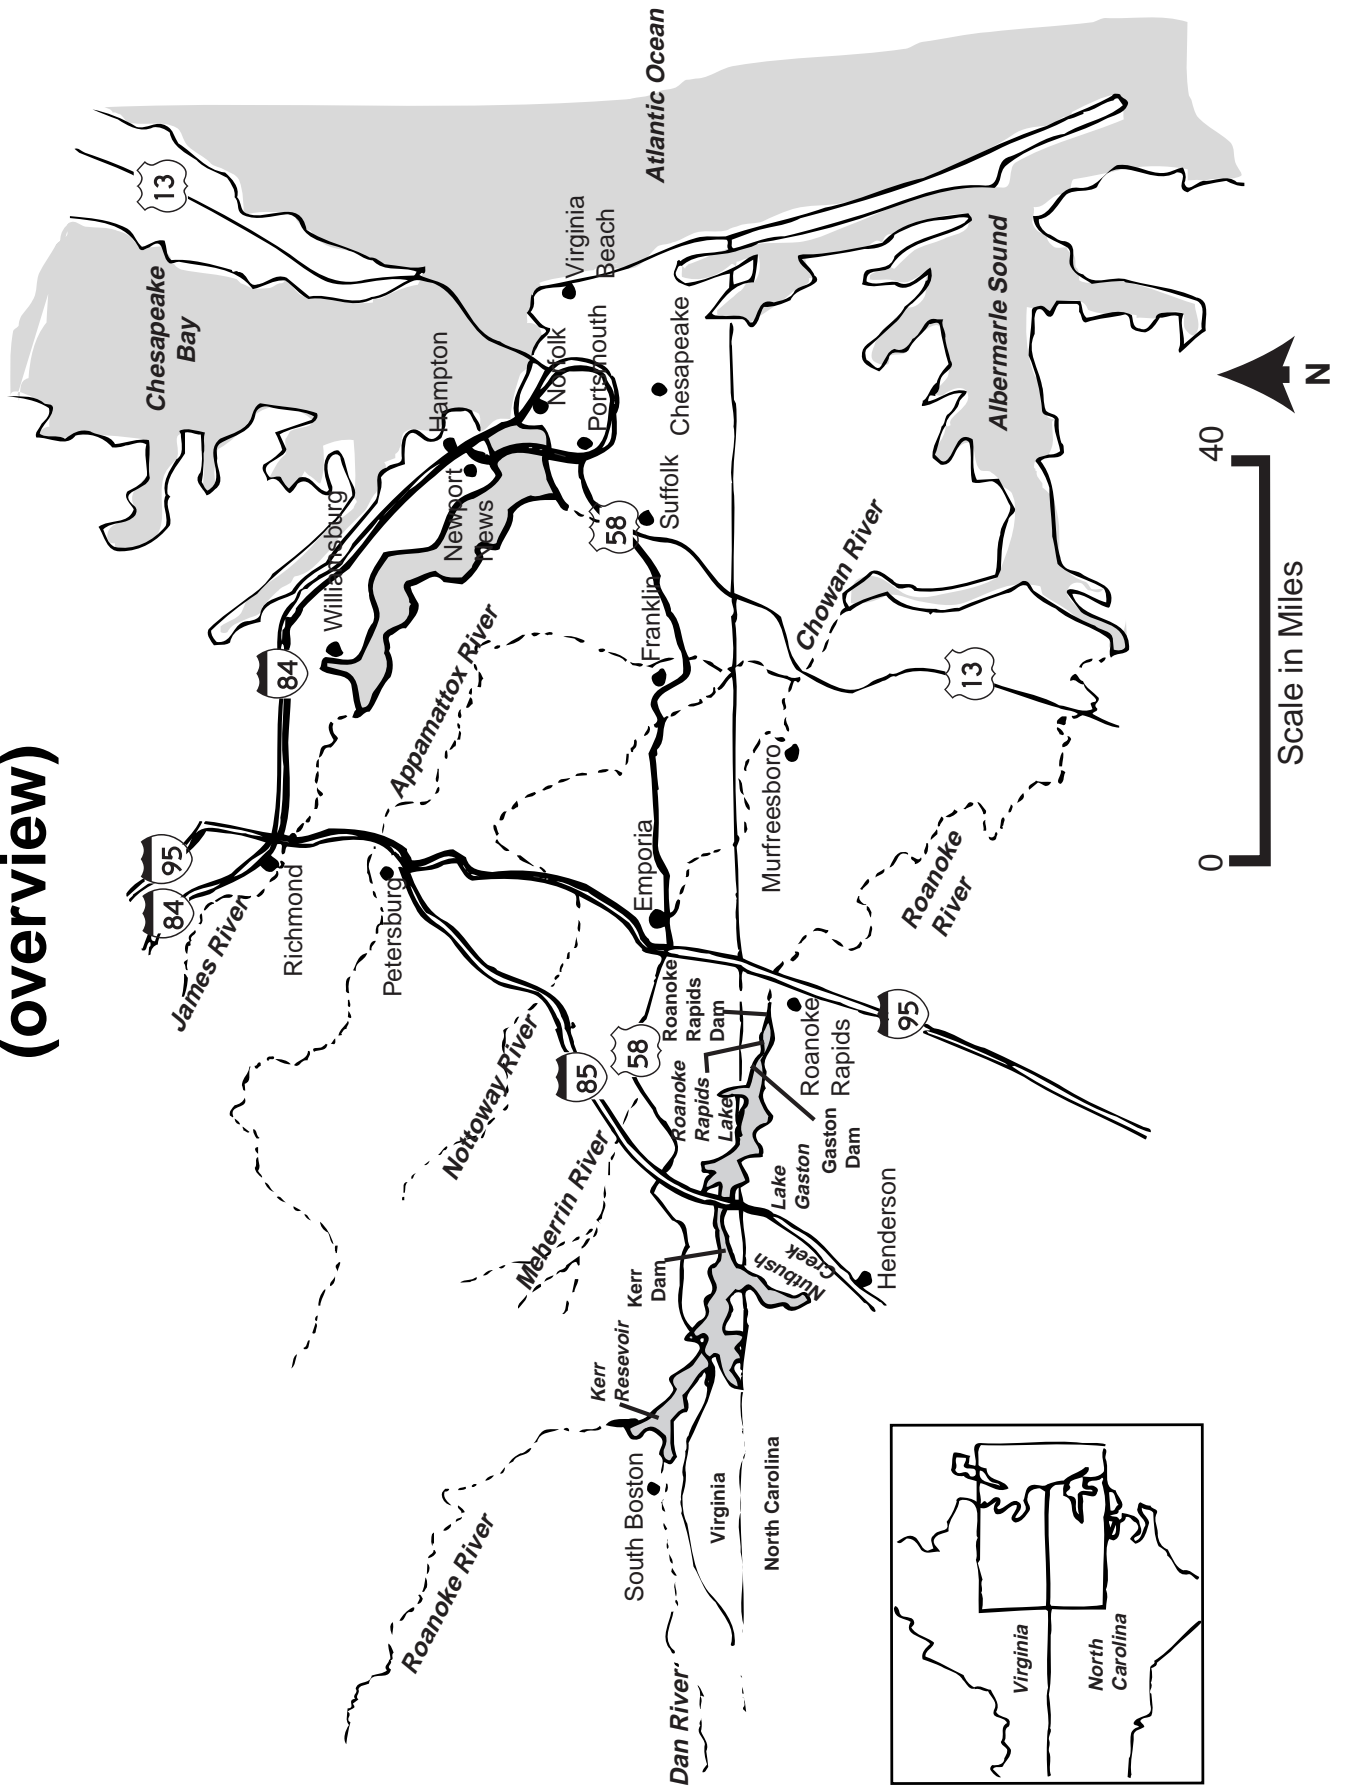 (overview)
Atlantic Ocean
13
Chesapeake
Bay
Virginia
Beach
Hampton
Norfolk
Portsmouth
Chesapeake
Albermarle Sound
Williamsburg
Newport
News
58
Suffolk
Franklin
Chowan River
84
Appamattox River
13
95
84
James River
Richmond
Petersburg
Emporia
Murfreesboro
Roanoke
River
Nottoway River
85
58
Roanoke
Rapids
Dam
Roanoke
Rapids
Lake
Roanoke
Rapids
95
Gaston
Dam
Lake
Gaston
Meberrin River
Kerr
Dam
Nutbush
Creek
Henderson
Kerr
Resevoir
South Boston
Roanoke River
Dan River
Virginia
North Carolina
Virginia
North
Carolina
0
40
Scale in Miles
N